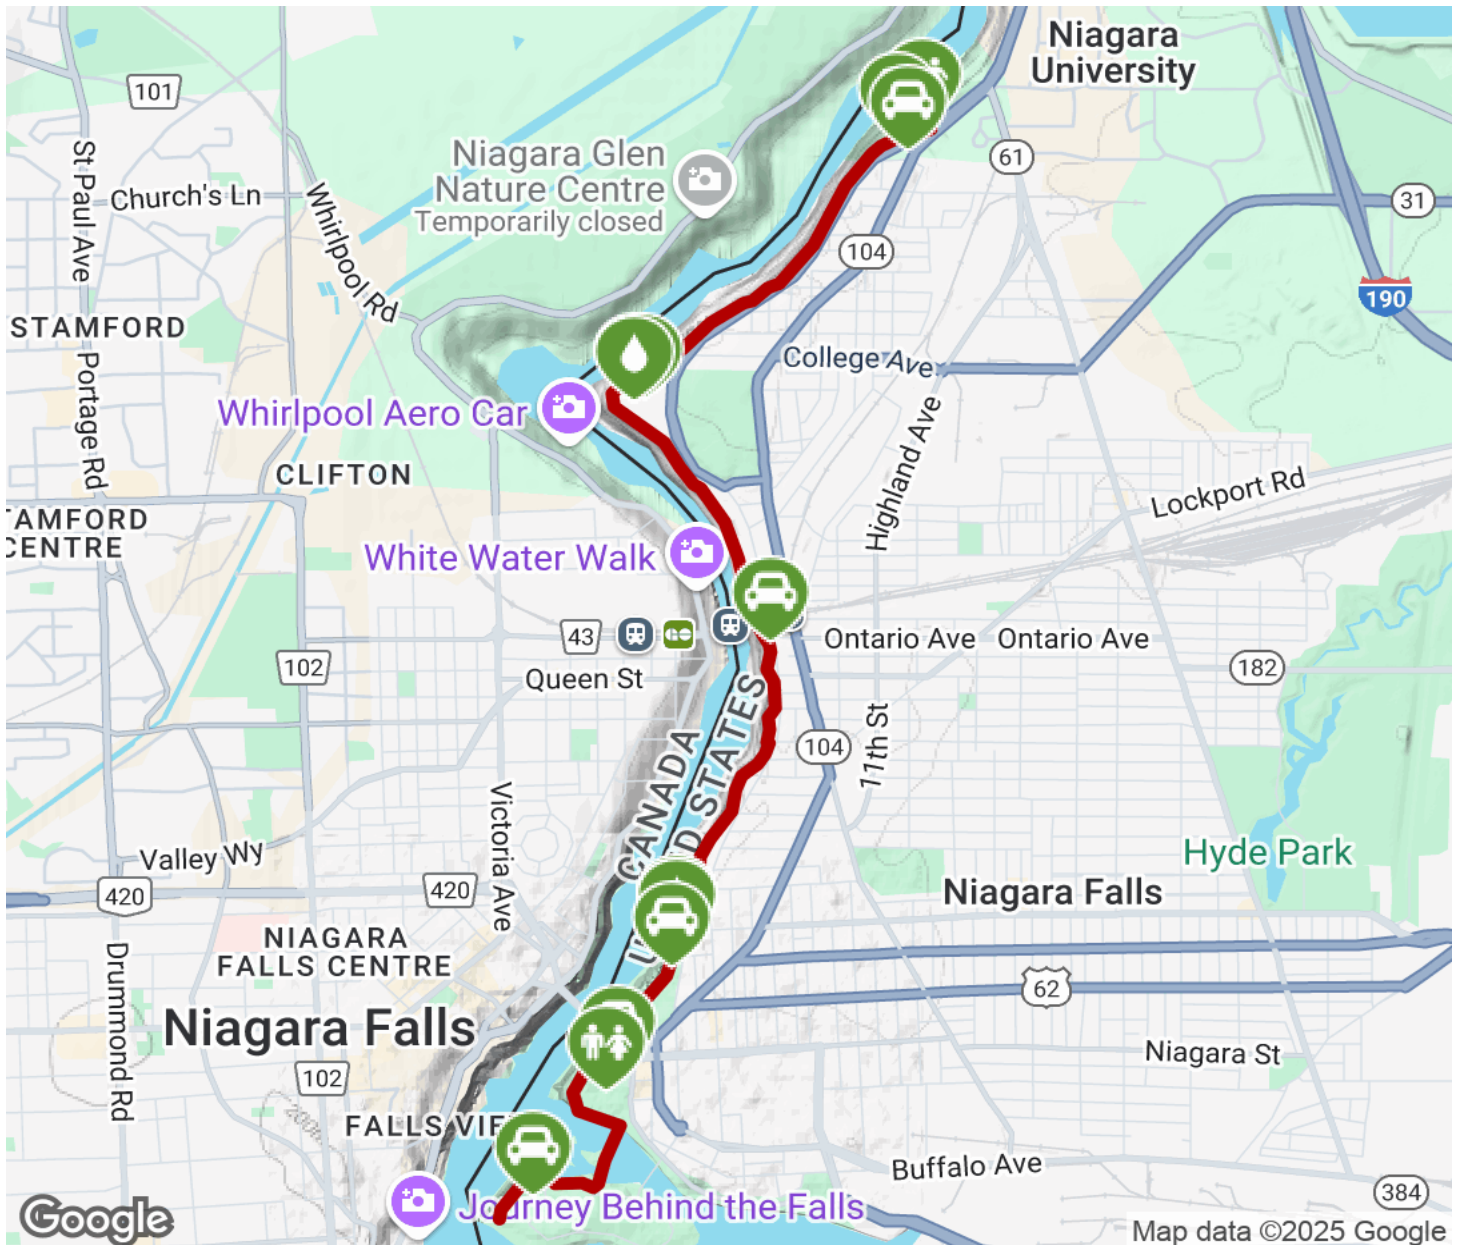 Niagara
University
101
61
Niagara Glen
Nature Centre
Temporarily closed
St Paul Ave
Church's Ln
31
Whirlpool Rd
104
190
STAMFORD
College Ave
Portage Rd
Whirlpool Aero Car
CLIFTON
Highland Ave
Lockport Rd
TAMFORD
CENTRE
White Water Walk
43
Ontario Ave
Ontario Ave
102
182
Queen St
11th St
104
CANADA
D STATES
U
Victoria Ave
Valley Wy
Hyde Park
420
420
Niagara Falls
NIAGARA
FALLS CENTRE
Drummond Rd
62
Niagara Falls
Niagara St
102
FALLS VIE
Buffalo Ave
384
Journey Behind the Falls
Google
Map data ©2025 Google